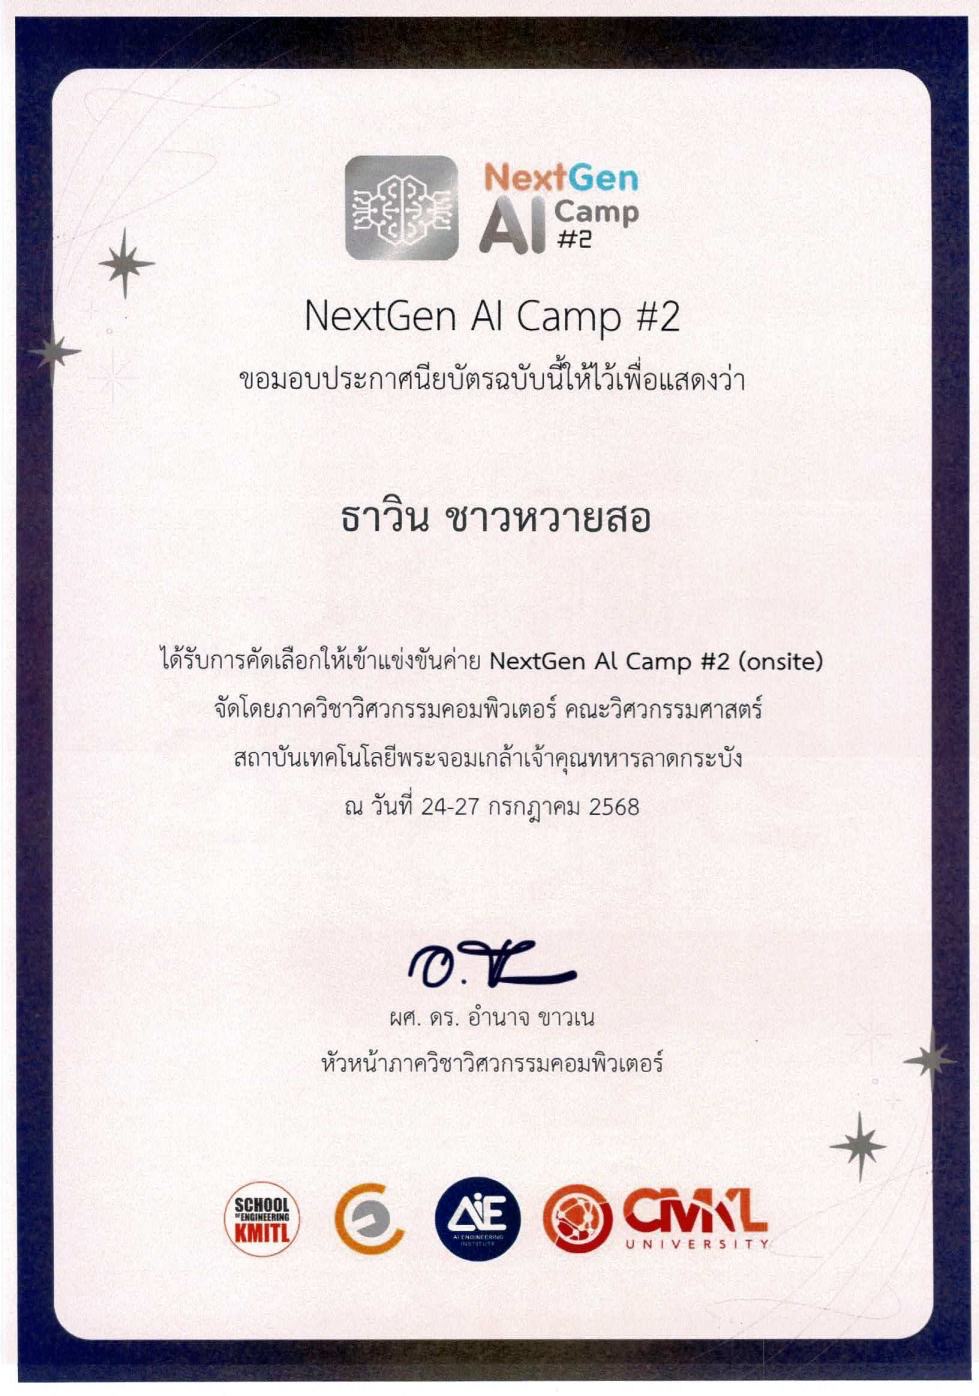 NextGen
AI Camp
#2
NextGen AI Camp #2
ขอมอบประกาศนียบัตรฉบับนี้ให้ไว้เพื่อแสดงว่า
ธาวิน ชาวหวายสอ
ได้รับการคัดเลือกให้เข้าแข่งขันค่าย NextGen Al Camp #2 (onsite)
จัดโดยภาควิชาวิศวกรรมคอมพิวเตอร์ คณะวิศวกรรมศาสตร์
สถาบันเทคโนโลยีพระจอมเกล้าเจ้าคุณทหารลาดกระบัง
ณ วันที่ 24-27 กรกฎาคม 2568
ผศ. ดร. อำนาจ ขาวเน
หัวหน้าภาควิชาวิศวกรรมคอมพิวเตอร์
SCHOOL
OF ENGINEERING
KMITL
AiE
AI ENGINEERING
INSTITUTE
CMKL
UNIVERSITY